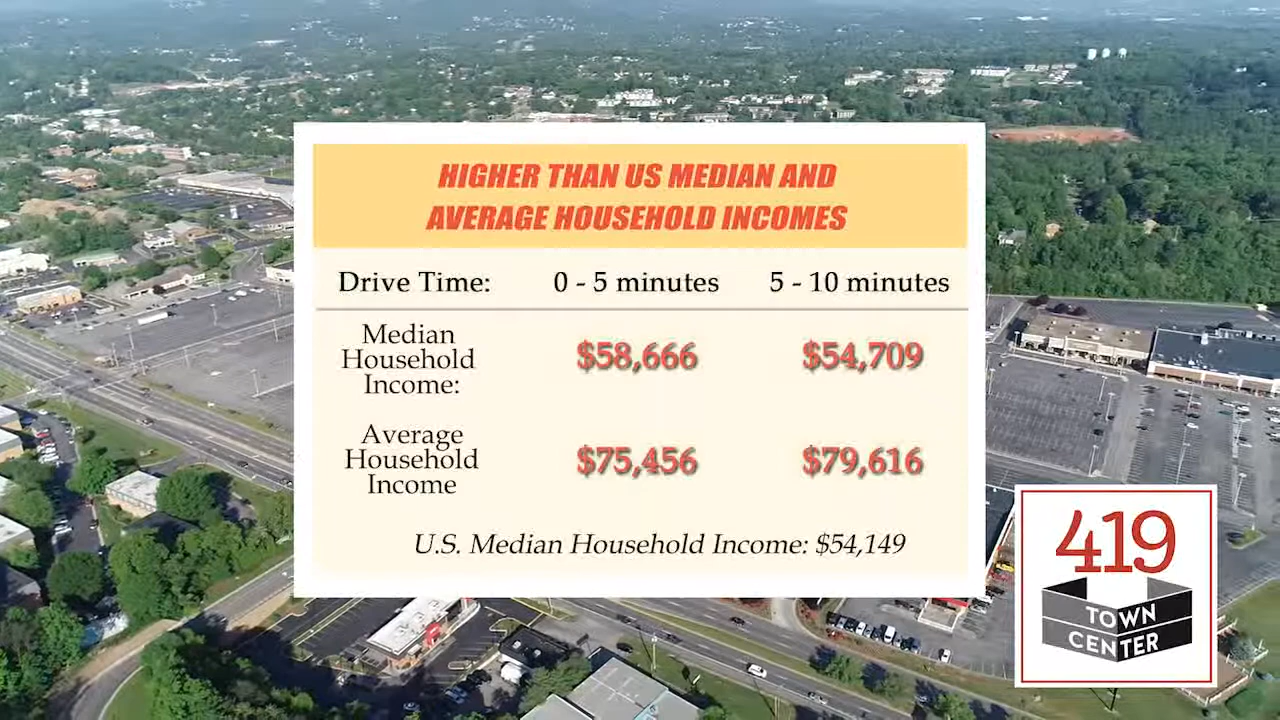 HIGHER THAN US MEDIAN AND
AVERAGE HOUSEHOLD INCOMES
Drive Time: 0 - 5 minutes 5 - 10 minutes
Median
Household
Income: $58,666 $54,709
Average
Household
Income $75,456 $79,616
U.S. Median Household Income: $54,149
419
TOWN
CENTER